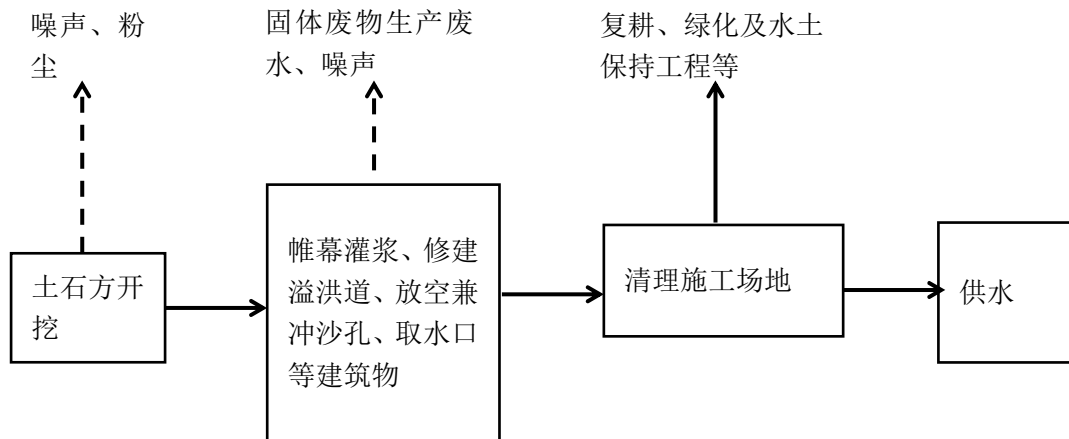 噪声、粉
尘
固体废物生产废
水、噪声
复耕、绿化及水土
保持工程等
土石方开
挖
帷幕灌浆、修建
溢洪道、放空兼
冲沙孔、取水口
等建筑物
清理施工场地
供水